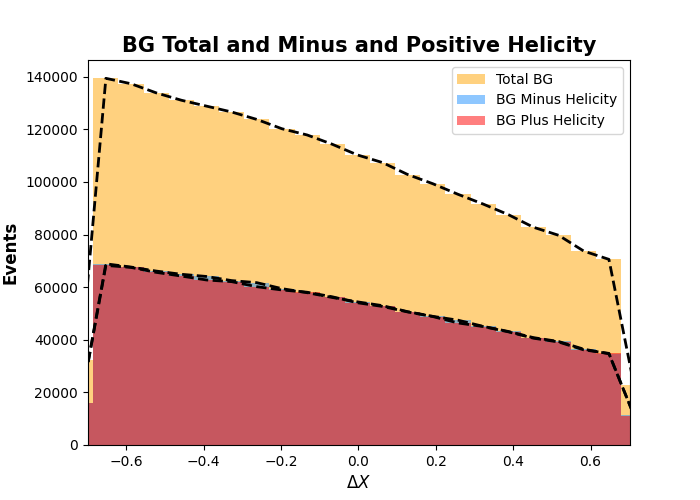 BG Total and Minus and Positive Helicity
Total BG
BG Minus Helicity
BG Plus Helicity
Events
140000
120000
100000
80000
60000
40000
20000
0
−0.6
−0.4
−0.2
0.0
0.2
0.4
0.6
ΔX